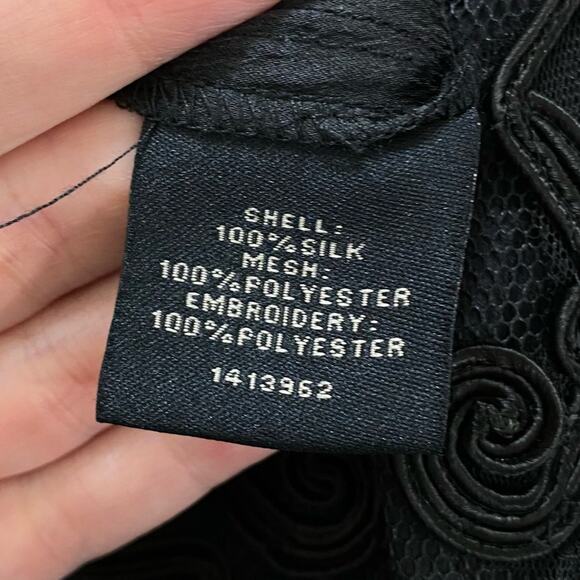 SHELL:
100%SILK
MESH:
100%POLYESTER
EMBROIDERY:
100%POLYESTER
1413962